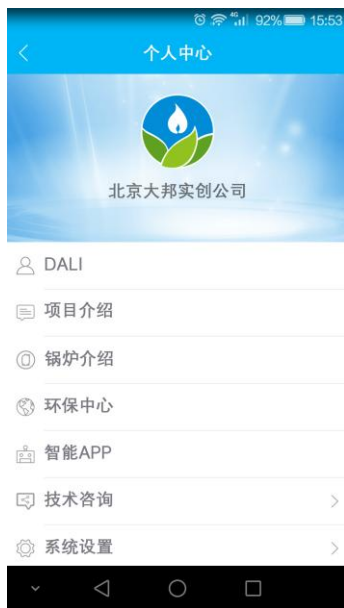 4G 92% 15:53
个人中心
北京大邦实创公司
DALI
项目介绍
锅炉介绍
环保中心
智能APP
技术咨询
系统设置